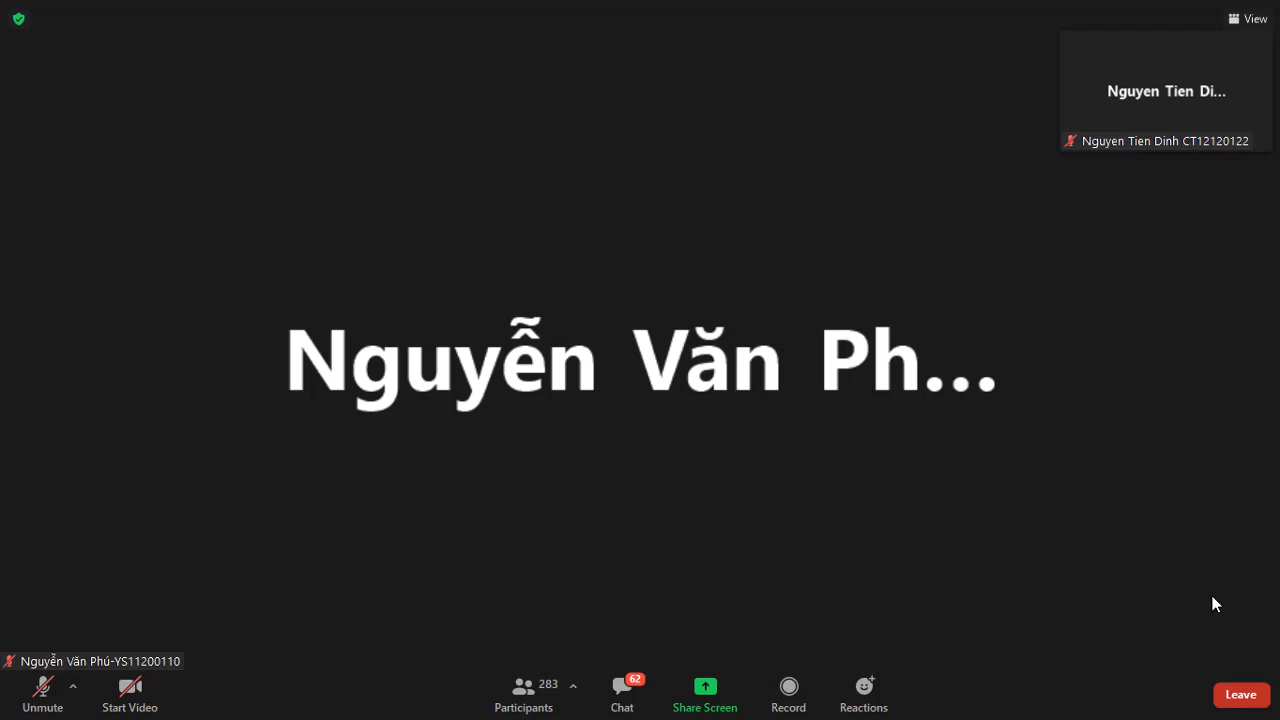 View
Nguyen Tien Di...
Nguyen Tien Dinh CT12120122
Nguyễn Văn Ph...
Nguyễn Văn Phú-YS11200110
Unmute
Start Video
283
Participants
62
Chat
Share Screen
Record
Reactions
Leave